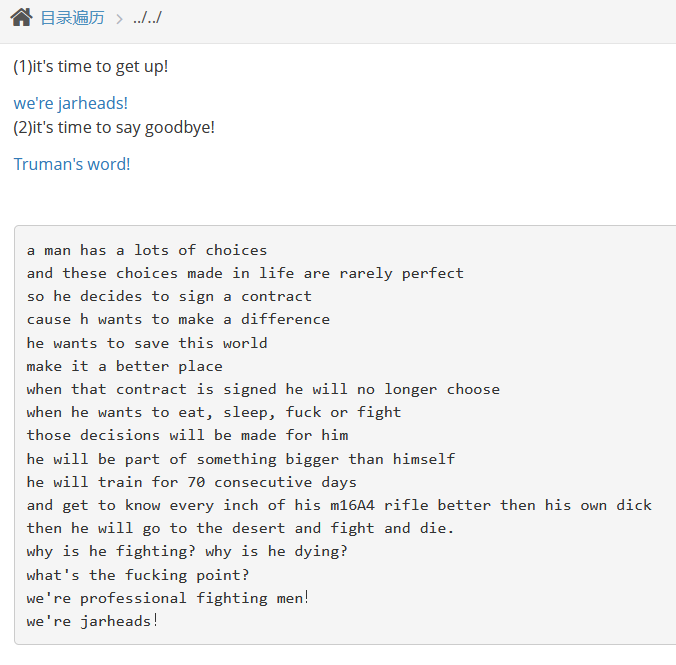 目录遍历 > ../../
(1)it's time to get up!
we're jarheads!
(2)it's time to say goodbye!
Truman's word!
a man has a lots of choices
and these choices made in life are rarely perfect
so he decides to sign a contract
cause h wants to make a difference
he wants to save this world
make it a better place
when that contract is signed he will no longer choose
when he wants to eat, sleep, fuck or fight
those decisions will be made for him
he will be part of something bigger than himself
he will train for 70 consecutive days
and get to know every inch of his m16A4 rifle better then his own dick
then he will go to the desert and fight and die.
why is he fighting? why is he dying?
what's the fucking point?
we're professional fighting men！
we're jarheads！